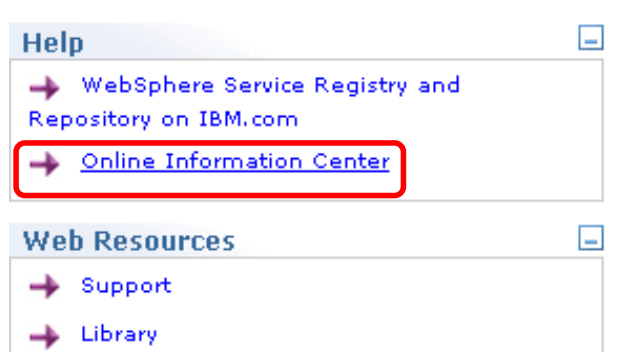 Help
WebSphere Service Registry and
Repository on IBM.com
Online Information Center
Web Resources
Support
Library